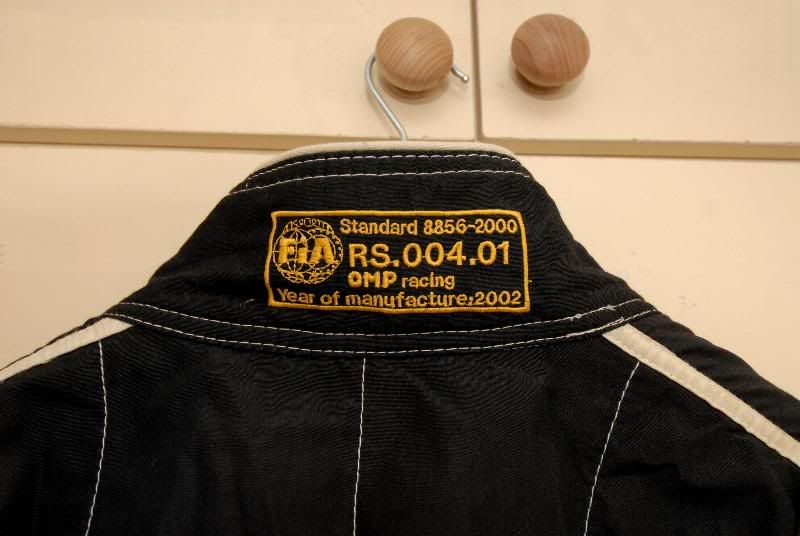 Standard 8856-2000
FIA
RS.004.01
OMP racing
Year of manufacture:2002